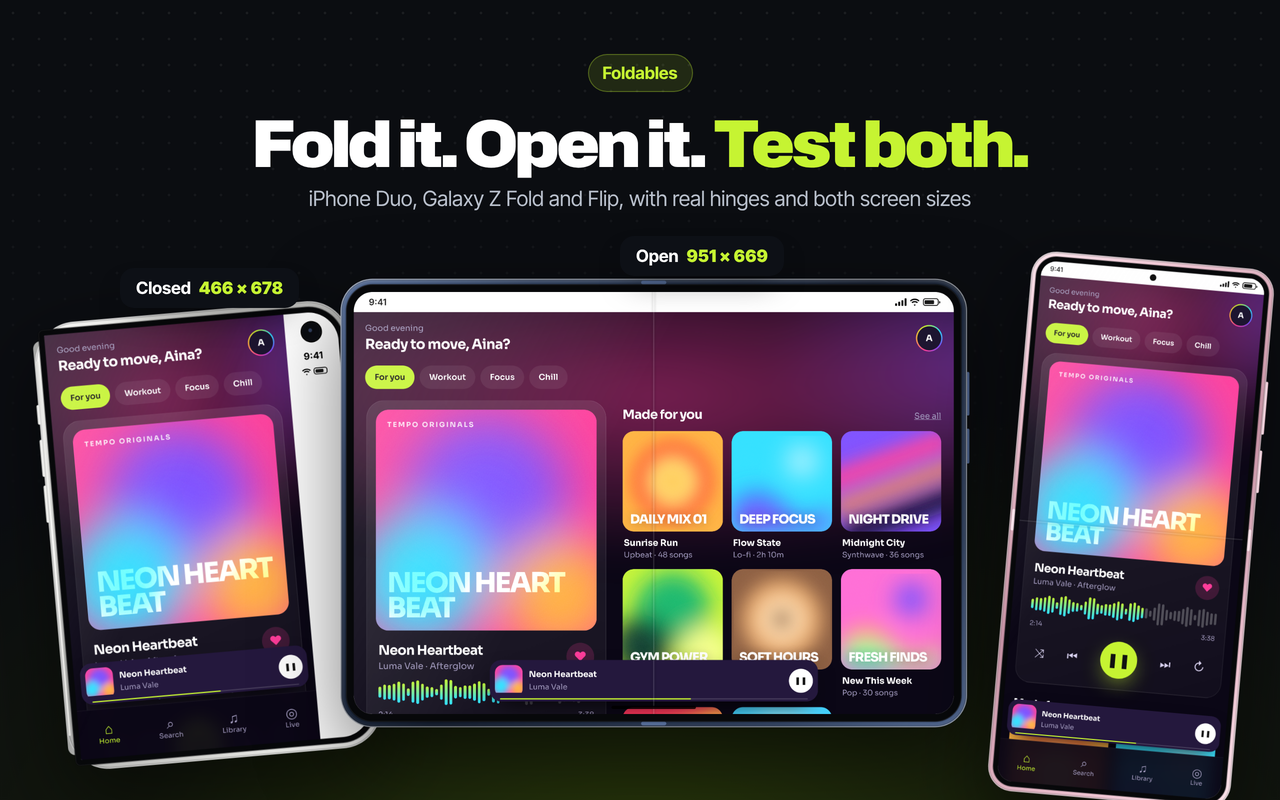 Foldables
Fold it. Open it. Test both.
iPhone Duo, Galaxy Z Fold and Flip, with real hinges and both screen sizes
Closed 466 × 678
Good evening
Ready to move, Aina?
A
9:41
For you Workout Focus Chill
TEMPO ORIGINALS
NEON HEART
BEAT
Neon Heartbeat
Neon Heartbeat
Luma Vale
Home Search Library Live
Open 951 × 669
9:41
Good evening
Ready to move, Aina?
A
For you Workout Focus Chill
TEMPO ORIGINALS
NEON HEART
BEAT
Neon Heartbeat
Luma Vale · Afterglow
2:14 3:38
Made for you See all
DAILY MIX 01 DEEP FOCUS NIGHT DRIVE
Sunrise Run Flow State Midnight City
Upbeat · 48 songs Lo-fi · 2h 10m Synthwave · 36 songs
GYM POWER SOFT HOURS FRESH FINDS
New This Week
Pop · 30 songs
Neon Heartbeat
Luma Vale
9:41
Good evening
Ready to move, Aina?
A
For you Workout Focus Chill
TEMPO ORIGINALS
NEON HEART
BEAT
Neon Heartbeat
Luma Vale · Afterglow
2:14 3:38
Neon Heartbeat
Luma Vale
Home Search Library Live